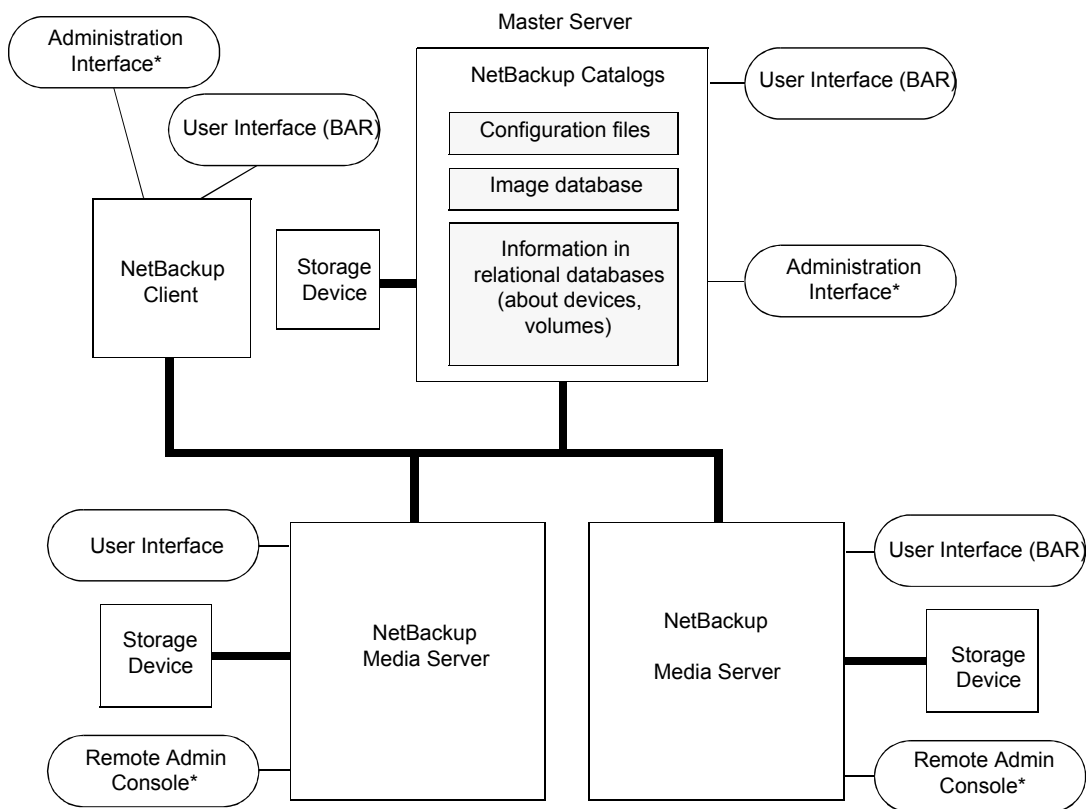 Master Server
Administration
Interface*
User Interface (BAR)
NetBackup Catalogs
Configuration files
Image database
Information in
relational databases
(about devices,
volumes)
User Interface (BAR)
Administration
Interface*
NetBackup
Client
Storage
Device
User Interface
Storage
Device
Remote Admin
Console*
NetBackup
Media Server
NetBackup
Media Server
User Interface (BAR)
Storage
Device
Remote Admin
Console*